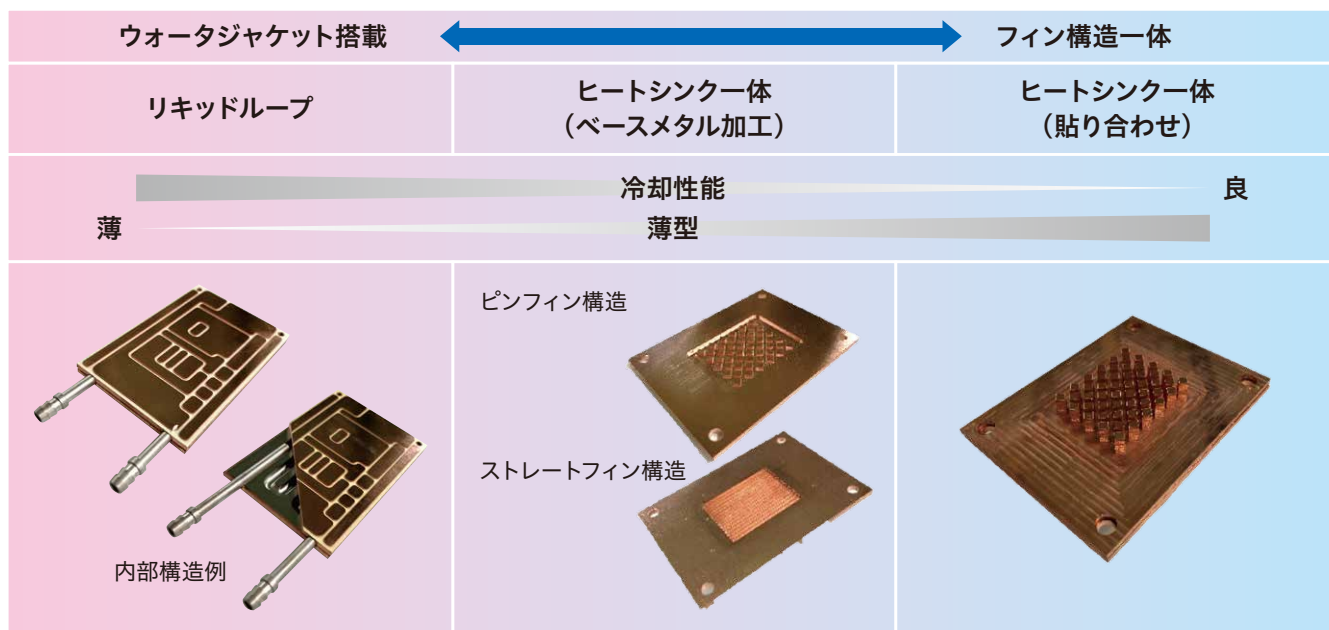 ウォータジャケット搭載
フィン構造一体
リキッドループ
ヒートシンク一体
（ベースメタル加工）
ヒートシンク一体
（貼り合わせ）
冷却性能
良
薄
薄型
ピンフィン構造
ストレートフィン構造
内部構造例